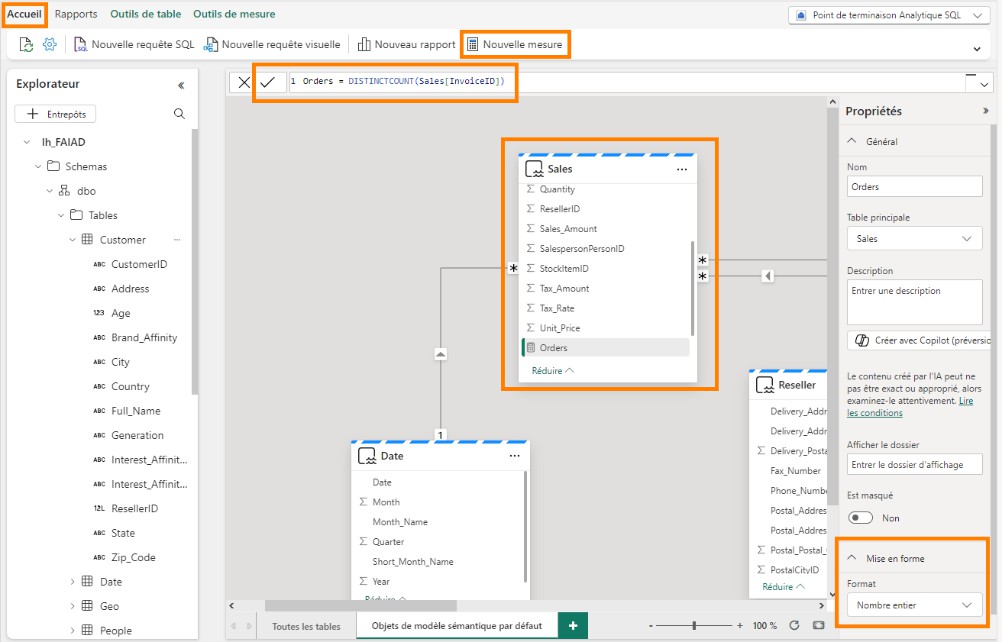 Accueil Rapports Outils de table Outils de mesure
Point de terminaison Analytique SQL
Nouvelle requête SQL Nouvelle requête visuelle Nouveau rapport Nouvelle mesure
Explorateur
+ Entrepôts
lh_FAIAD
Schemas
dbo
Tables
Customer ...
ABC CustomerID
ABC Address
123 Age
ABC Brand_Affinity
ABC City
ABC Country
ABC Full_Name
ABC Generation
ABC Interest_Affinit...
ABC Interest_Affinit...
12L ResellerID
ABC State
ABC Zip_Code
Date
Geo
People
1 Orders = DISTINCTCOUNT(Sales[InvoiceID])
Sales ...
Σ Quantity
Σ ResellerID
Σ Sales_Amount
Σ SalespersonPersonID
Σ StockItemID
Σ Tax_Amount
Σ Tax_Rate
Σ Unit_Price
Orders
Réduire
*
*
*
1
Date ...
Date
Σ Month
Month_Name
Σ Quarter
Short_Month_Name
Σ Year
Réduire
Reseller
Delivery_Addr
Delivery_Addr
Σ Delivery_Posta
Fax_Number
Phone_Numb
Postal_Addres
Postal_Addres
Σ Postal_Postal_
Σ PostalCityID
Réduire
Toutes les tables Objets de modèle sémantique par défaut +
- + 100 %
Propriétés
Général
Nom
Orders
Table principale
Sales
Description
Entrer une description
Créer avec Copilot (préversio
Le contenu créé par l'IA peut ne
pas être exact ou approprié, alors
examinez-le attentivement. Lire
les conditions
Afficher le dossier
Entrer le dossier d'affichage
Est masqué
Non
Mise en forme
Format
Nombre entier